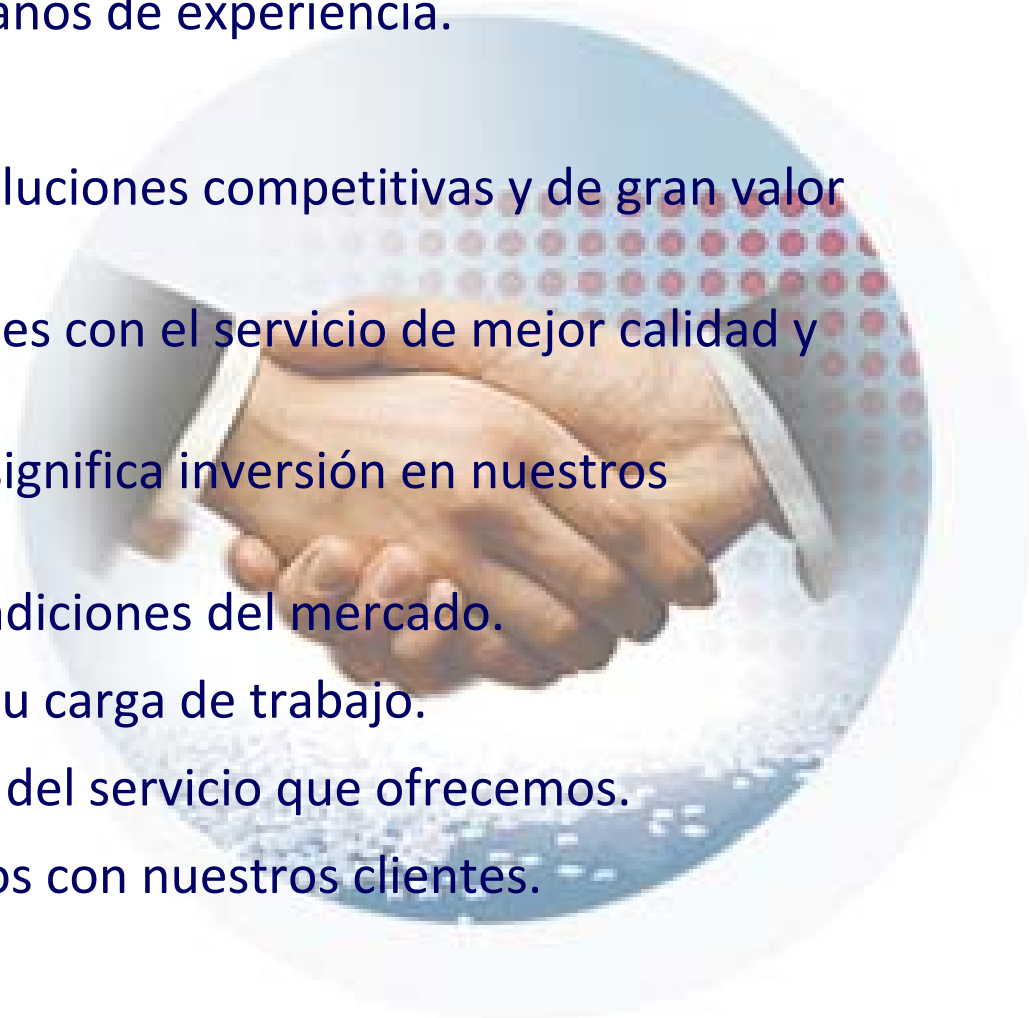 años de experiencia.
luciones competitivas y de gran valor
es con el servicio de mejor calidad y
significa inversión en nuestros
diciones del mercado.
u carga de trabajo.
del servicio que ofrecemos.
os con nuestros clientes.